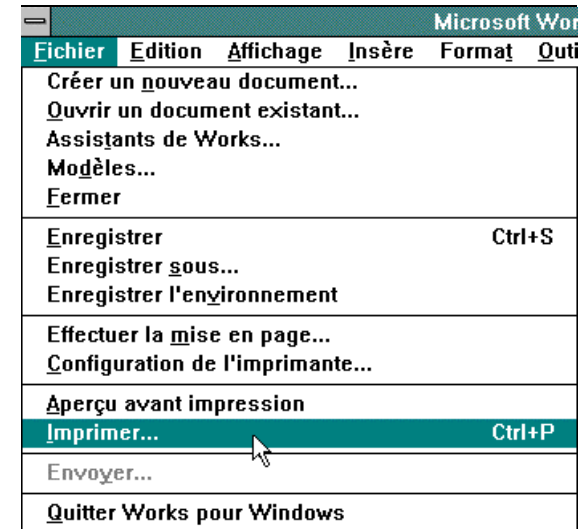 Microsoft Wor
Fichier Edition Affichage Insère Format Outi
Créer un nouveau document...
Ouvrir un document existant...
Assistants de Works...
Modèles...
Fermer
Enregistrer Ctrl+S
Enregistrer sous...
Enregistrer l'environnement
Effectuer la mise en page...
Configuration de l'imprimante...
Aperçu avant impression
Imprimer... Ctrl+P
Envoyer...
Quitter Works pour Windows